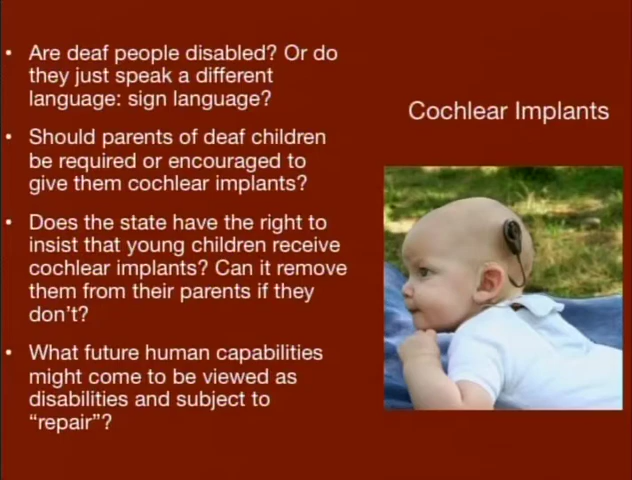 • Are deaf people disabled? Or do
they just speak a different
language: sign language?
• Should parents of deaf children
be required or encouraged to
give them cochlear implants?
• Does the state have the right to
insist that young children receive
cochlear implants? Can it remove
them from their parents if they
don't?
• What future human capabilities
might come to be viewed as
disabilities and subject to
“repair”?
Cochlear Implants